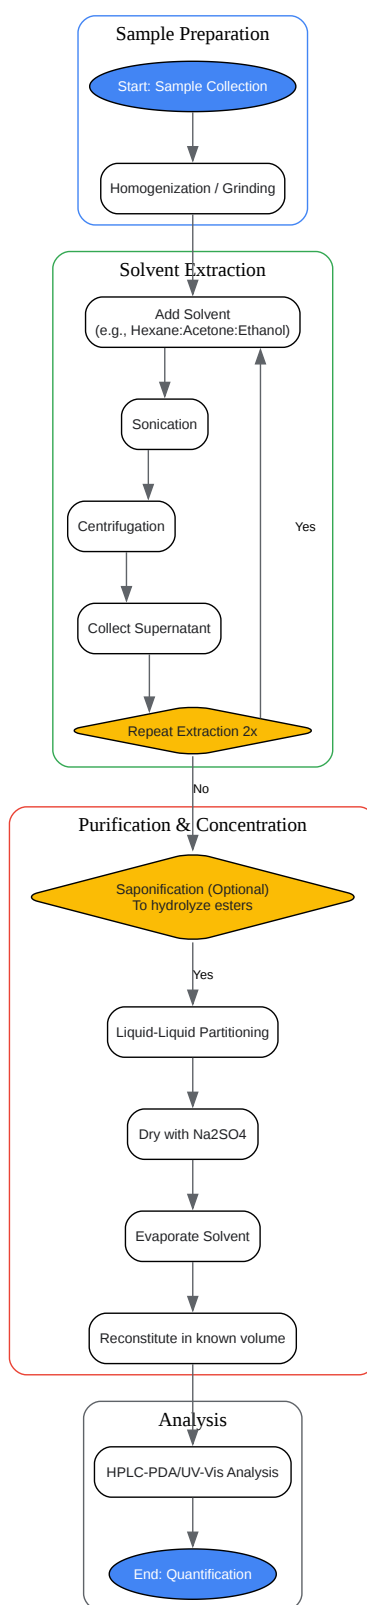 Sample Preparation
Start: Sample Collection
Homogenization / Grinding
Solvent Extraction
Add Solvent
(e.g., Hexane:Acetone:Ethanol)
Sonication
Centrifugation
Yes
Collect Supernatant
Repeat Extraction 2x
No
Purification & Concentration
Saponification (Optional)
To hydrolyze esters
Yes
Liquid-Liquid Partitioning
Dry with Na2SO4
Evaporate Solvent
Reconstitute in known volume
Analysis
HPLC-PDA/UV-Vis Analysis
End: Quantification